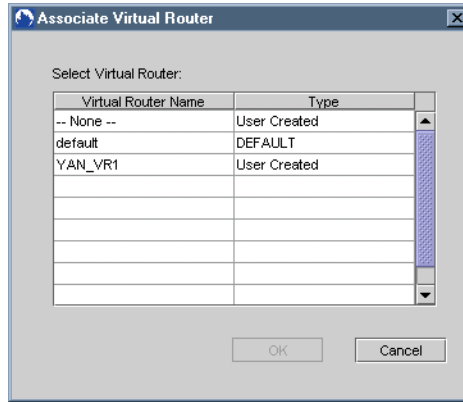 Associate Virtual Router
Select Virtual Router:
Virtual Router Name Type
-- None -- User Created
default DEFAULT
YAN_VR1 User Created
OK Cancel